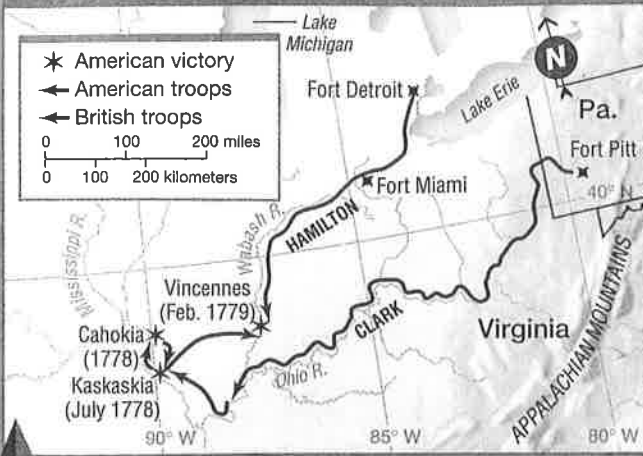 American victory
American troops
British troops
0 100 200 miles
0 100 200 kilometers
Lake
Michigan
N
Fort Detroit
Lake Erie
Pa.
Fort Pitt
40° N
Fort Miami
Wabash R.
HAMILTON
Mississippi R.
Vincennes
(Feb. 1779)
CLARK
Virginia
APPALACHIAN MOUNTAINS
Cahokia
(1778)
Kaskaskia
(July 1778)
Ohio R.
90° W
85° W
80°